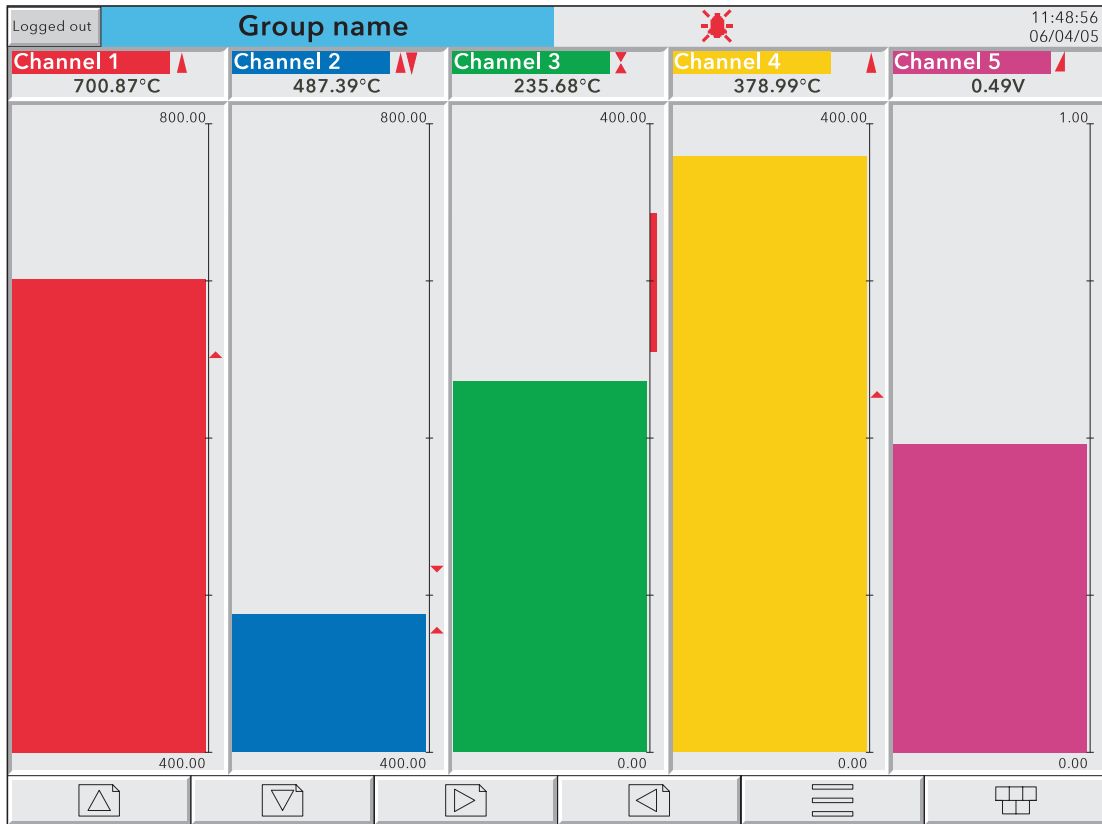 Logged out
Group name
11:48:56
06/04/05
Channel 1
700.87°C
Channel 2
487.39°C
Channel 3
235.68°C
Channel 4
378.99°C
Channel 5
0.49V
800.00
800.00
400.00
400.00
1.00
400.00
400.00
0.00
0.00
0.00